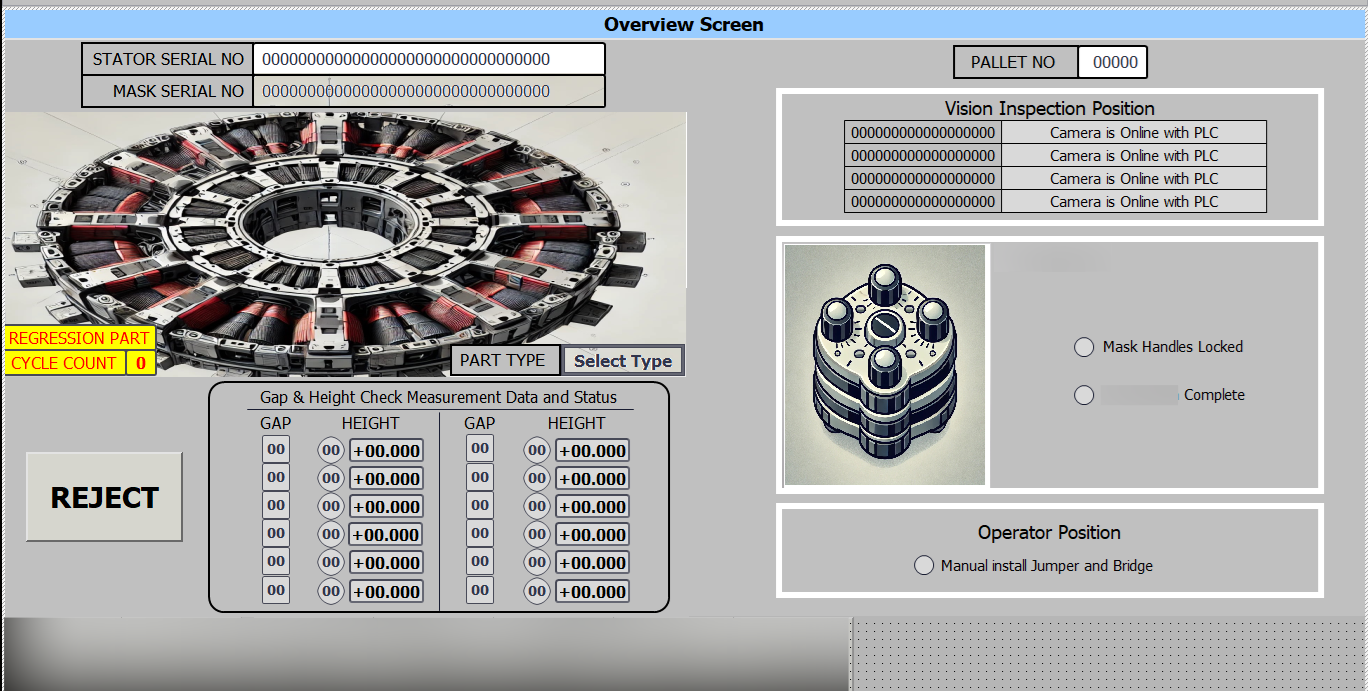 Overview Screen
STATOR SERIAL NO 00000000000000000000000000000000
MASK SERIAL NO 00000000000000000000000000000000
PALLET NO 00000
Vision Inspection Position
000000000000000000 Camera is Online with PLC
000000000000000000 Camera is Online with PLC
000000000000000000 Camera is Online with PLC
000000000000000000 Camera is Online with PLC
REGRESSION PART
CYCLE COUNT 0
PART TYPE Select Type
Mask Handles Locked
Complete
Gap & Height Check Measurement Data and Status
GAP HEIGHT GAP HEIGHT
00 00 +00.000 00 00 +00.000
00 00 +00.000 00 00 +00.000
00 00 +00.000 00 00 +00.000
00 00 +00.000 00 00 +00.000
00 00 +00.000 00 00 +00.000
00 00 +00.000 00 00 +00.000
REJECT
Operator Position
Manual install Jumper and Bridge